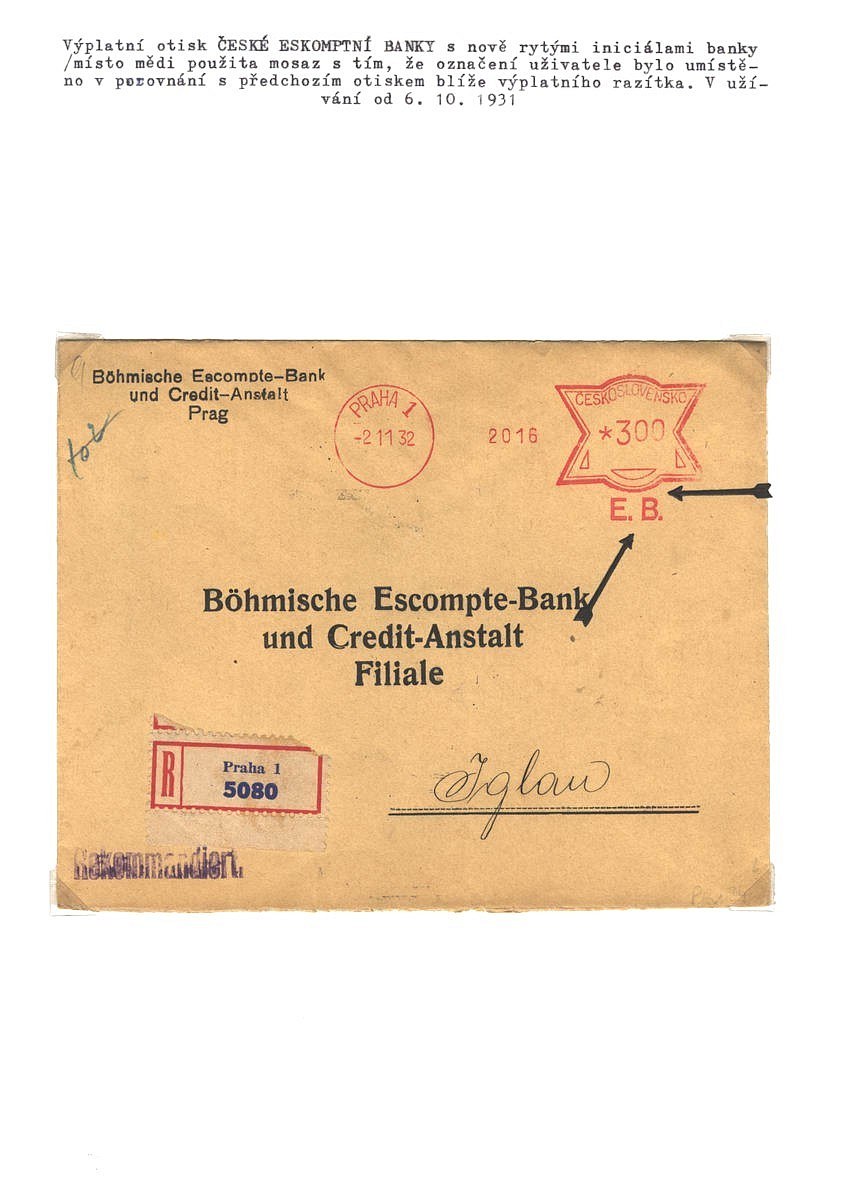 Výplatní otisk ČESKÉ ESKOMPTNÍ BANKY s nově rytými iniciálami banky
/místo mědi použita mosaz s tím, že označení uživatele bylo umístě-
no v porovnání s předchozím otiskem blíže výplatního razítka. V uží-
vání od 6. 10. 1931
Böhmische Escompte-Bank
und Credit-Anstalt
Prag
PRAHA 1
-2 11 32
2016
ČESKOSLOVENSKO
*300
E. B.
Böhmische Escompte-Bank
und Credit-Anstalt
Filiale
R
Praha 1
5080
Iglau
Rekommandiert.